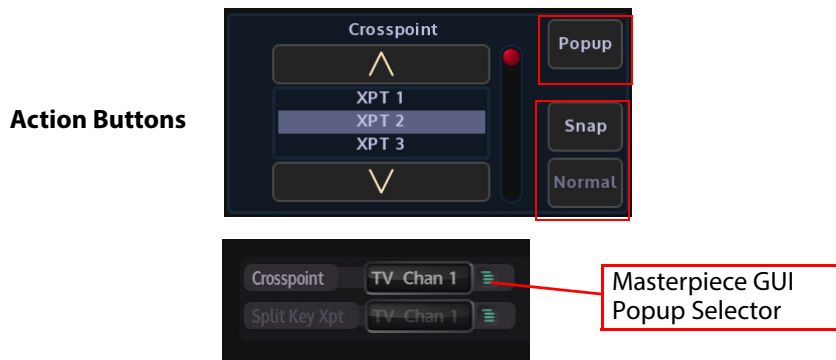 Crosspoint
Popup
Action Buttons
XPT 1
XPT 2
XPT 3
Snap
Normal
Crosspoint TV Chan 1
Split Key Xpt TV Chan 1
Masterpiece GUI
Popup Selector